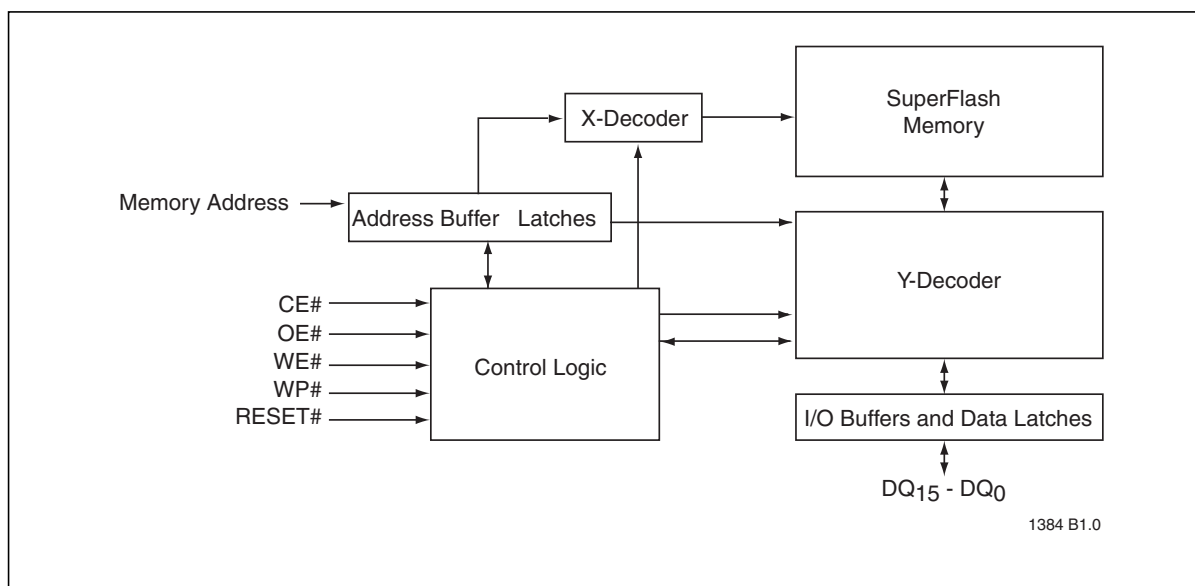 SuperFlash
Memory
X-Decoder
Memory Address
Address Buffer Latches
Y-Decoder
CE#
OE#
WE#
WP#
RESET#
Control Logic
I/O Buffers and Data Latches
DQ15 - DQ0
1384 B1.0